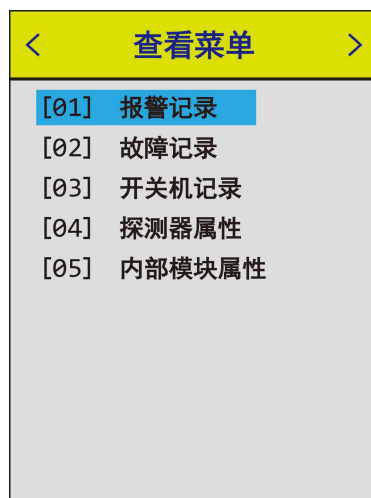 < 查看菜单 >
[01] 报警记录
[02] 故障记录
[03] 开关机记录
[04] 探测器属性
[05] 内部模块属性